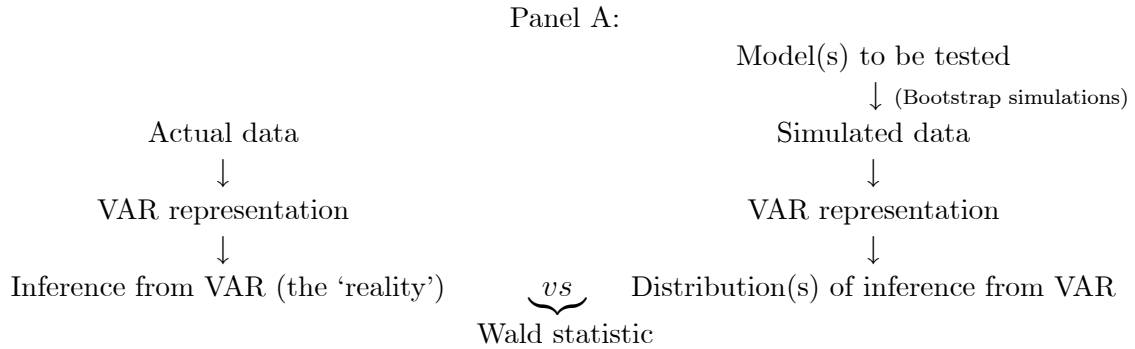 Panel A:
Model(s) to be tested
↓ (Bootstrap simulations)
Actual data Simulated data
↓ ↓
VAR representation VAR representation
↓ ↓
Inference from VAR (the ‘reality’) vs Distribution(s) of inference from VAR
Wald statistic